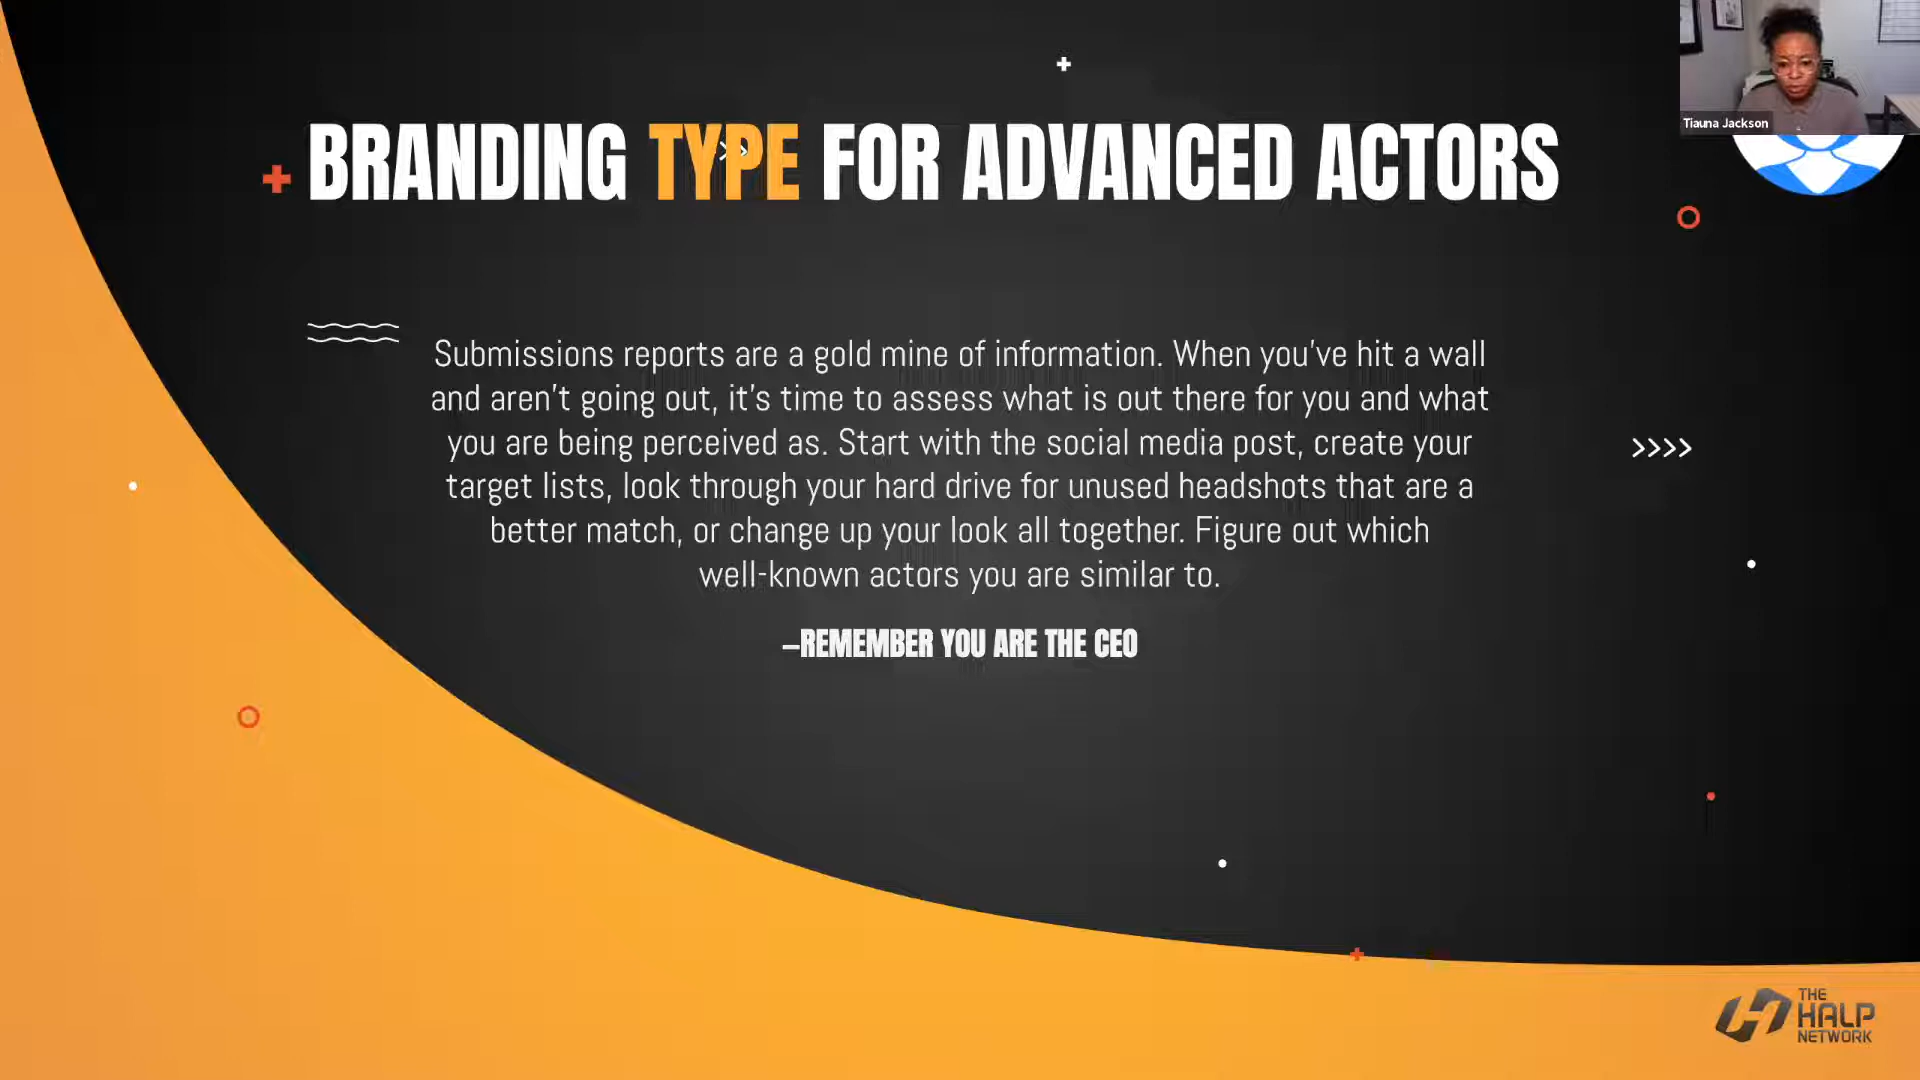 BRANDING TYPE FOR ADVANCED ACTORS
Tiauna Jackson
Submissions reports are a gold mine of information. When you've hit a wall
and aren't going out, it's time to assess what is out there for you and what
you are being perceived as. Start with the social media post, create your
target lists, look through your hard drive for unused headshots that are a
better match, or change up your look all together. Figure out which
well-known actors you are similar to.
–REMEMBER YOU ARE THE CEO
THE
HALP
NETWORK